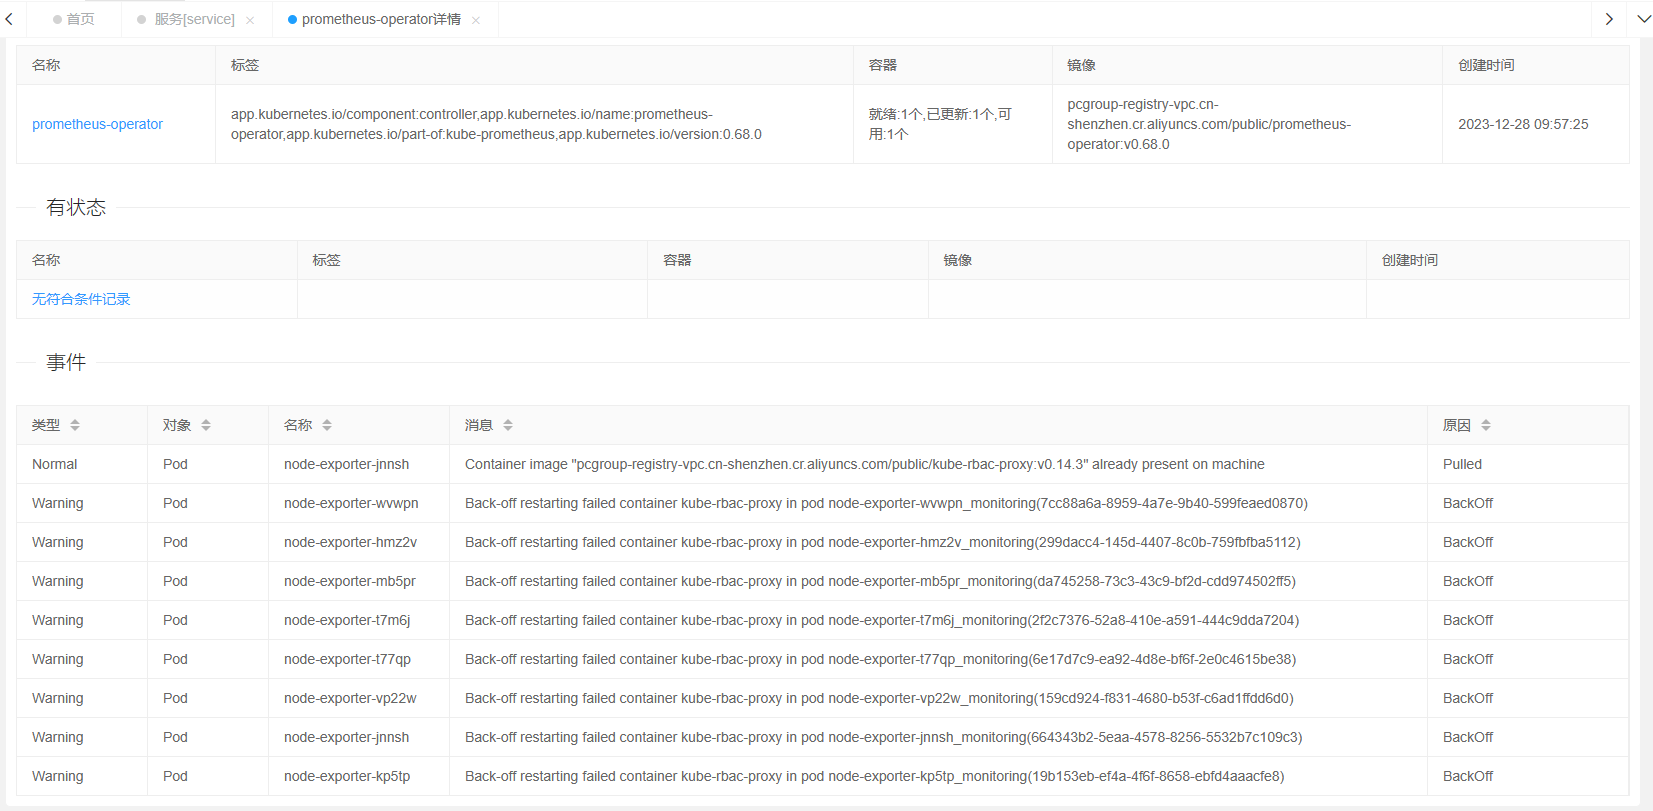 首页
服务[service]
prometheus-operator详情
名称 标签 容器 镜像 创建时间
prometheus-operator
app.kubernetes.io/component:controller,app.kubernetes.io/name:prometheus-
operator,app.kubernetes.io/part-of:kube-prometheus,app.kubernetes.io/version:0.68.0
就绪:1个,已更新:1个,可
用:1个
pcgroup-registry-vpc.cn-
shenzhen.cr.aliyuncs.com/public/prometheus-
operator:v0.68.0
2023-12-28 09:57:25
有状态
名称 标签 容器 镜像 创建时间
无符合条件记录
事件
类型 对象 名称 消息 原因
Normal Pod node-exporter-jnnsh Container image "pcgroup-registry-vpc.cn-shenzhen.cr.aliyuncs.com/public/kube-rbac-proxy:v0.14.3" already present on machine Pulled
Warning Pod node-exporter-wvwpn Back-off restarting failed container kube-rbac-proxy in pod node-exporter-wvwpn_monitoring(7cc88a6a-8959-4a7e-9b40-599feaed0870) BackOff
Warning Pod node-exporter-hmz2v Back-off restarting failed container kube-rbac-proxy in pod node-exporter-hmz2v_monitoring(299dacc4-145d-4407-8c0b-759fbfba5112) BackOff
Warning Pod node-exporter-mb5pr Back-off restarting failed container kube-rbac-proxy in pod node-exporter-mb5pr_monitoring(da745258-73c3-43c9-bf2d-cdd974502ff5) BackOff
Warning Pod node-exporter-t7m6j Back-off restarting failed container kube-rbac-proxy in pod node-exporter-t7m6j_monitoring(2f2c7376-52a8-410e-a591-444c9dda7204) BackOff
Warning Pod node-exporter-t77qp Back-off restarting failed container kube-rbac-proxy in pod node-exporter-t77qp_monitoring(6e17d7c9-ea92-4d8e-bf6f-2e0c4615be38) BackOff
Warning Pod node-exporter-vp22w Back-off restarting failed container kube-rbac-proxy in pod node-exporter-vp22w_monitoring(159cd924-f831-4680-b53f-c6ad1ffdd6d0) BackOff
Warning Pod node-exporter-jnnsh Back-off restarting failed container kube-rbac-proxy in pod node-exporter-jnnsh_monitoring(664343b2-5eaa-4578-8256-5532b7c109c3) BackOff
Warning Pod node-exporter-kp5tp Back-off restarting failed container kube-rbac-proxy in pod node-exporter-kp5tp_monitoring(19b153eb-ef4a-4f6f-8658-ebfd4aaacfe8) BackOff